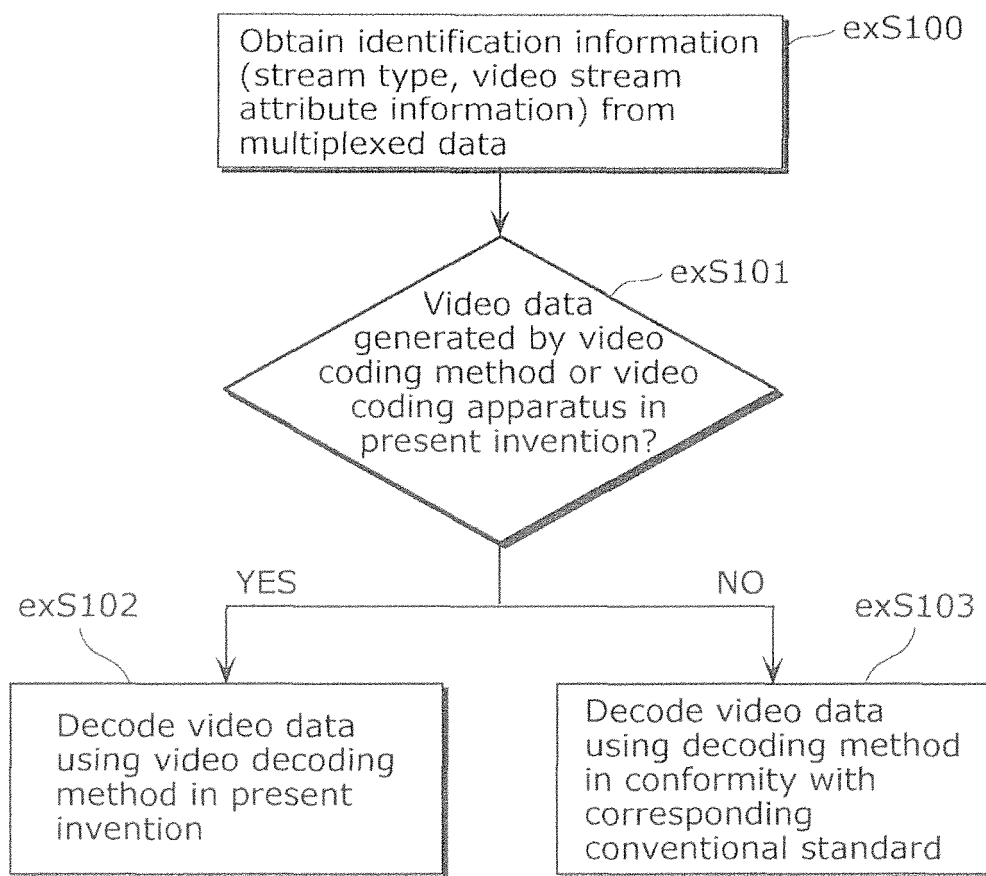 exS100
Obtain identification information
(stream type, video stream
attribute information) from
multiplexed data
exS101
Video data
generated by video
coding method or video
coding apparatus in
present invention?
YES
NO
exS102
exS103
Decode video data
using video decoding
method in present
invention
Decode video data
using decoding method
in conformity with
corresponding
conventional standard